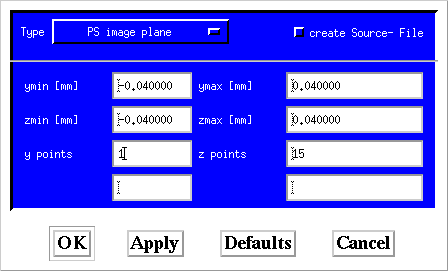 Type PS image plane create Source- File
ymin [mm] -0.040000 ymax [mm] 0.040000
zmin [mm] -0.040000 zmax [mm] 0.040000
y points 1 z points 15
OK Apply Defaults Cancel